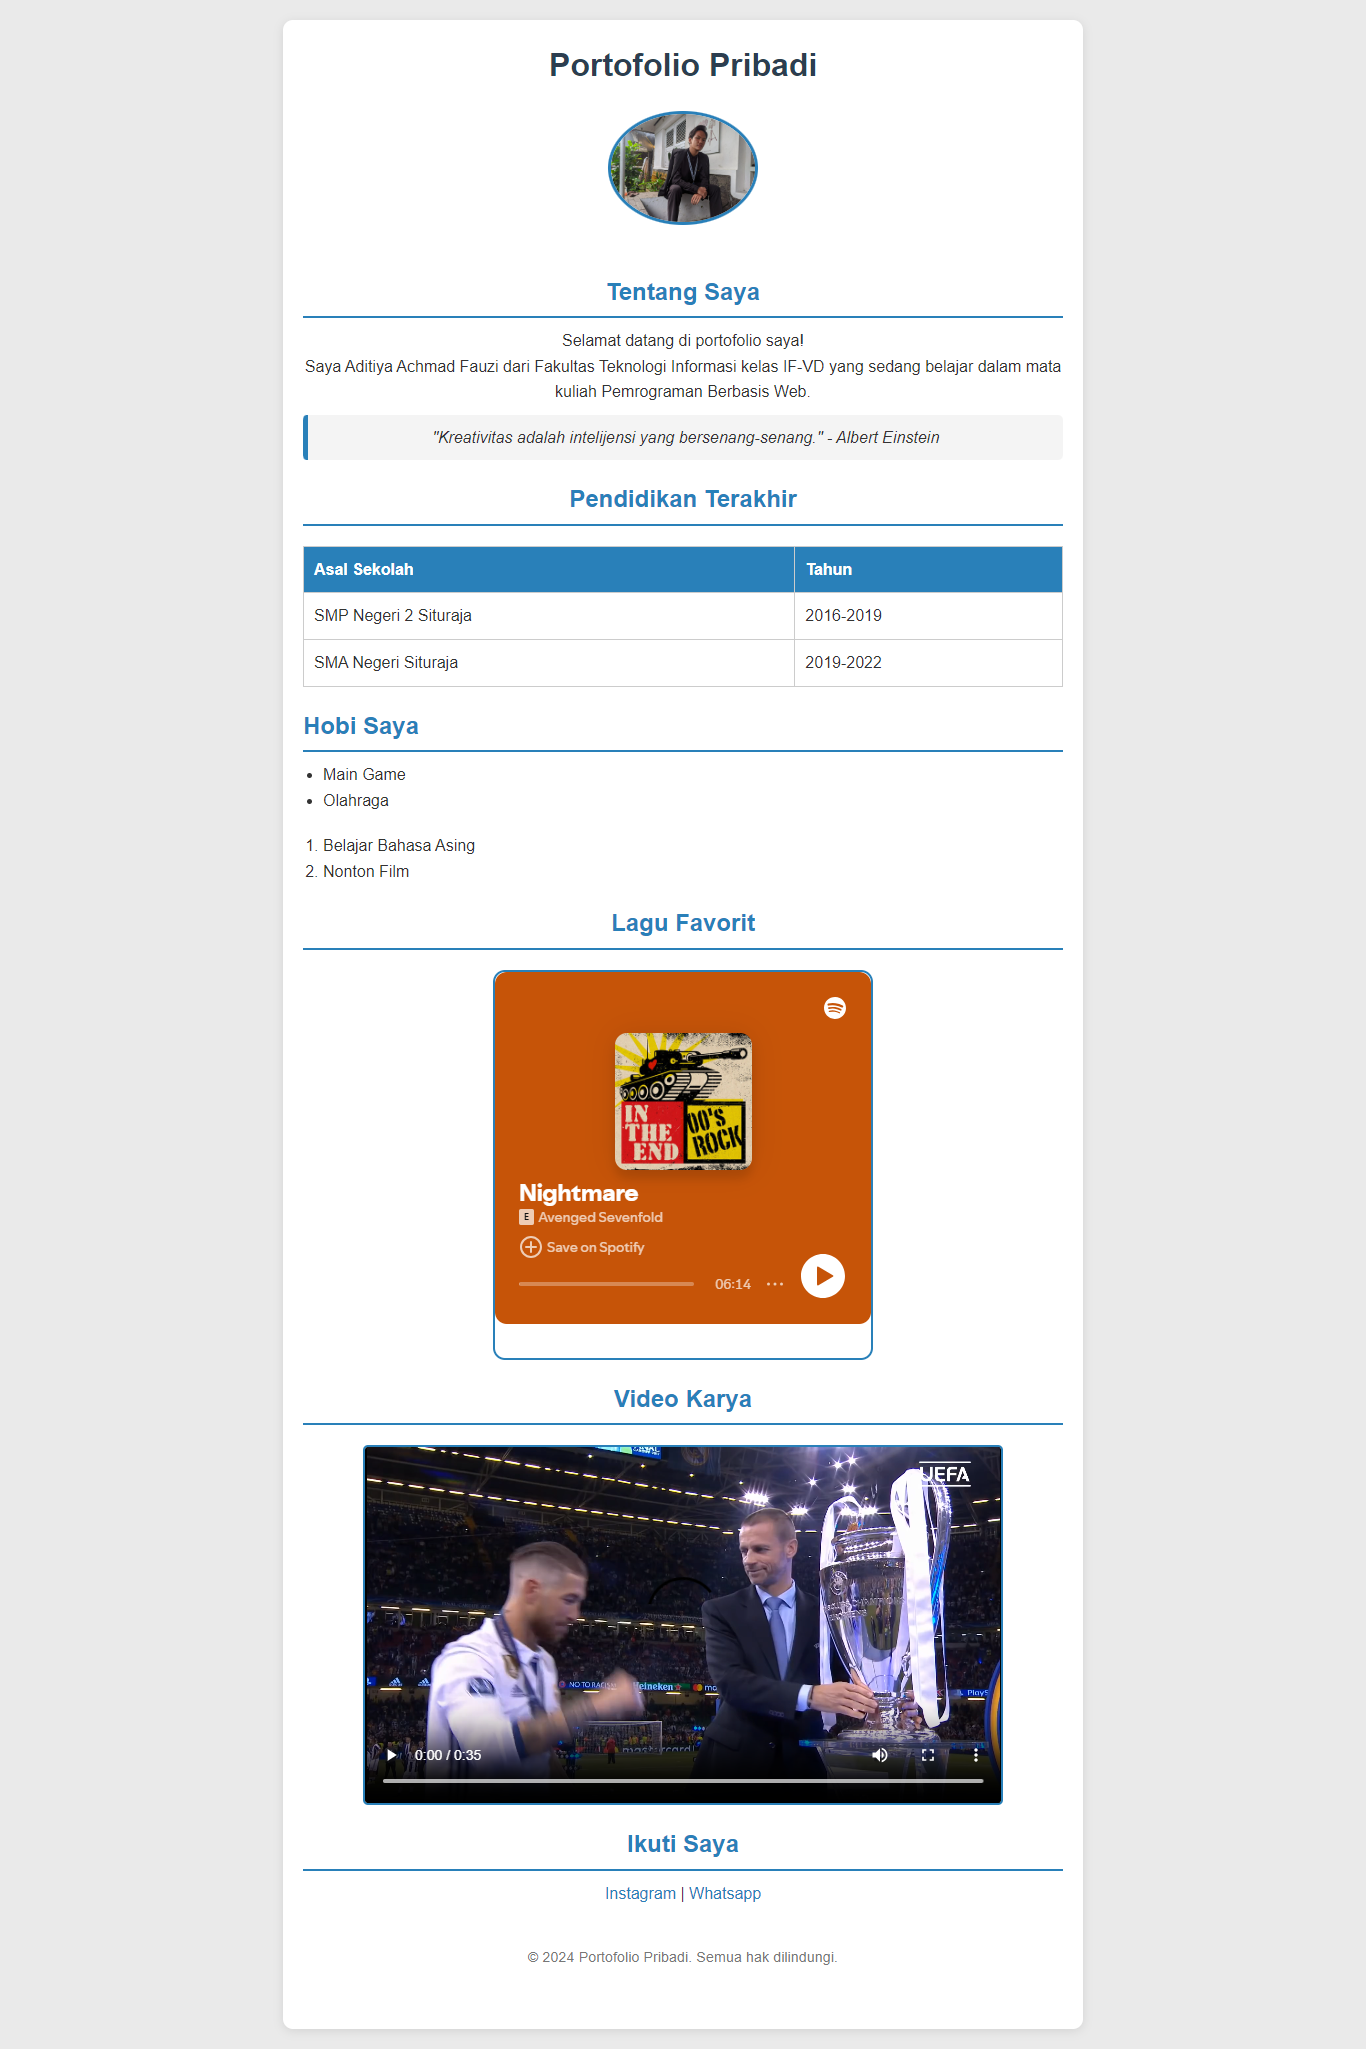 Portofolio Pribadi
Tentang Saya
Selamat datang di portofolio saya!
Saya Aditiya Achmad Fauzi dari Fakultas Teknologi Informasi kelas IF-VD yang sedang belajar dalam mata
kuliah Pemrograman Berbasis Web.
"Kreativitas adalah intelijensi yang bersenang-senang." - Albert Einstein
Pendidikan Terakhir
Asal Sekolah Tahun
SMP Negeri 2 Situraja 2016-2019
SMA Negeri Situraja 2019-2022
Hobi Saya
• Main Game
• Olahraga
1. Belajar Bahasa Asing
2. Nonton Film
Lagu Favorit
IN THE END
00'S ROCK
Nightmare
E Avenged Sevenfold
Save on Spotify
06:14
Video Karya
UEFA
NO TO RACISM
Heineken
mastercard
0:00 / 0:35
Ikuti Saya
Instagram | Whatsapp
© 2024 Portofolio Pribadi. Semua hak dilindungi.